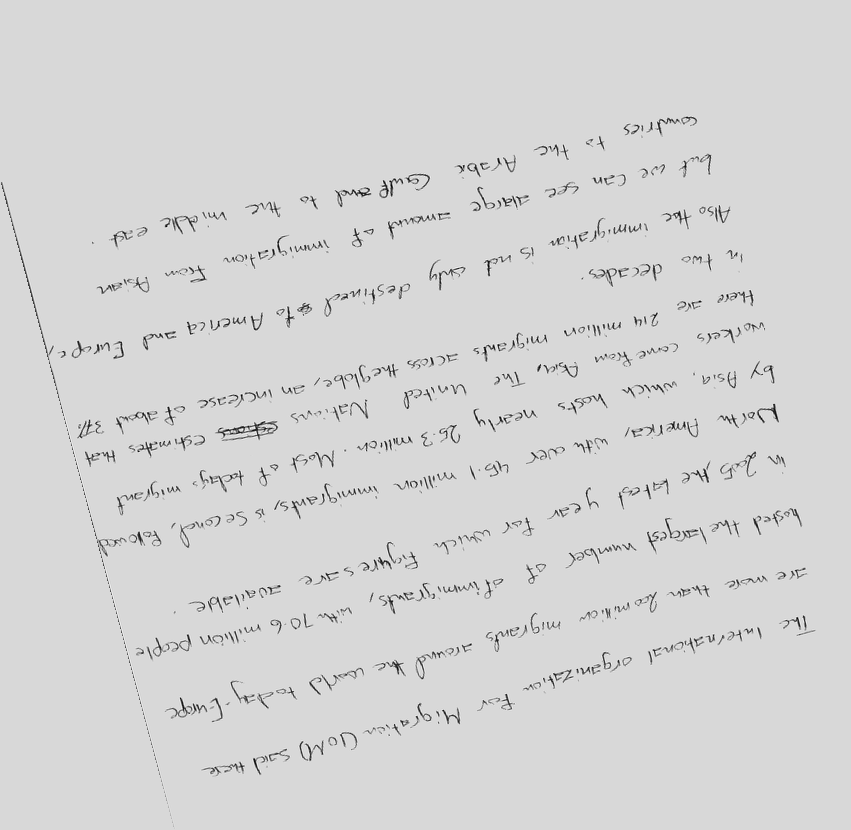 The International organization for Migration (IOM) said there
are more than 200 million migrants around the world today. Europe
hosted the largest number of of immigrants, with 70.6 million people
in 2005, the latest year for which figures are available.
North America, with over 45.1 million immigrants, is second, followed
by Asia, which hosts nearly 25.3 million. Most of todays migrant
workers come from Asia, The United Nations estimates that
there are 214 million migrants across the globe, an increase of about 37%
in two decades.
Also the immigration is not only destined to America and Europe,
but we can see alarge amount of immigration from Asian
countries to the Arabic Gulf and to the middle east.